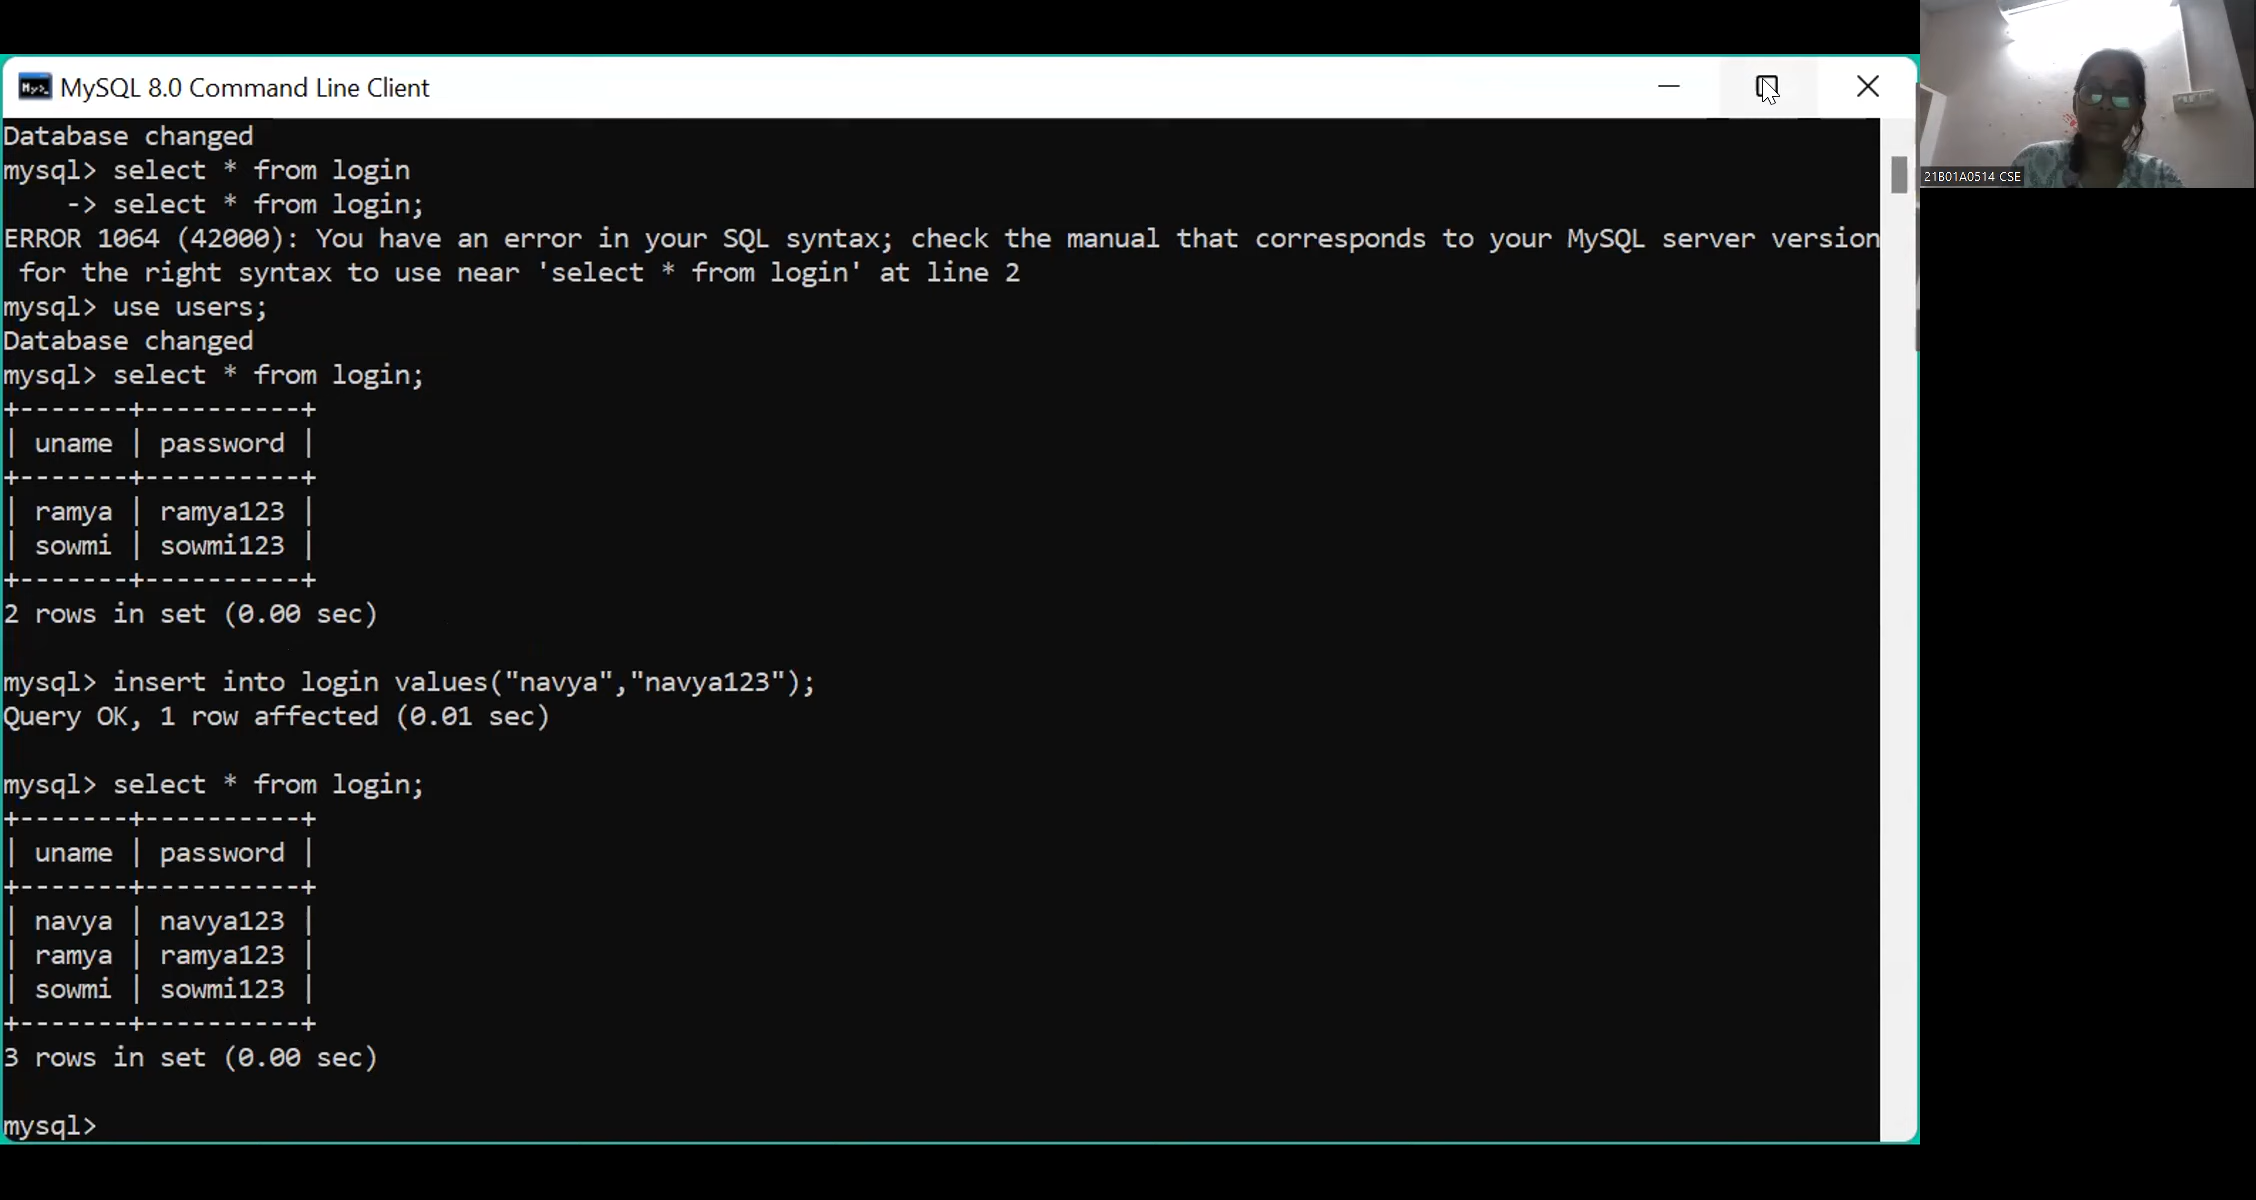 MySQL 8.0 Command Line Client
Database changed
mysql> select * from login
    -> select * from login;
ERROR 1064 (42000): You have an error in your SQL syntax; check the manual that corresponds to your MySQL server version
 for the right syntax to use near 'select * from login' at line 2
mysql> use users;
Database changed
mysql> select * from login;
+-------+----------+
| uname | password |
+-------+----------+
| ramya | ramya123 |
| sowmi | sowmi123 |
+-------+----------+
2 rows in set (0.00 sec)
mysql> insert into login values("navya","navya123");
Query OK, 1 row affected (0.01 sec)
mysql> select * from login;
+-------+----------+
| uname | password |
+-------+----------+
| navya | navya123 |
| ramya | ramya123 |
| sowmi | sowmi123 |
+-------+----------+
3 rows in set (0.00 sec)
mysql>
21B01A0514 CSE